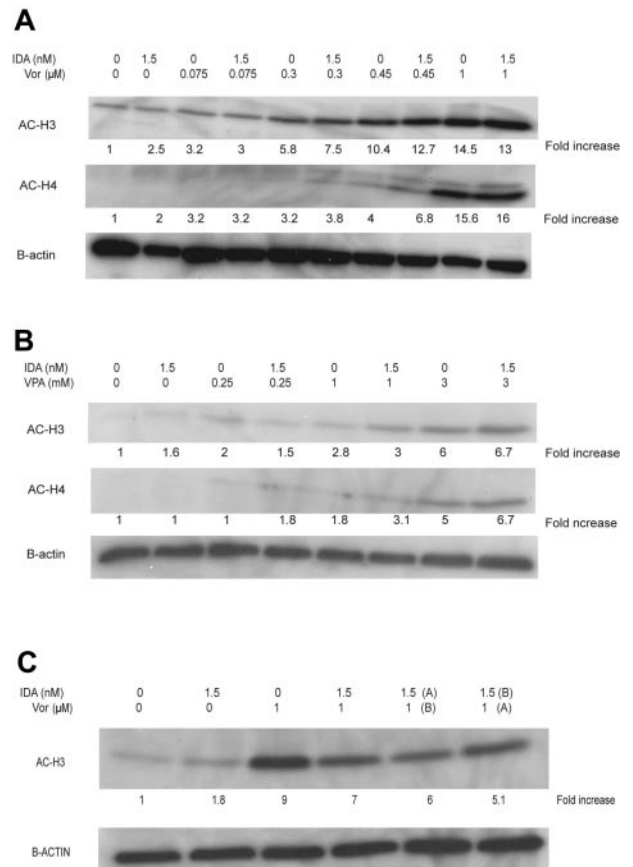 A
IDA (nM) 0 1.5 0 1.5 0 1.5 0 1.5 0 1.5
Vor (µM) 0 0 0.075 0.075 0.3 0.3 0.45 0.45 1 1
AC-H3
1 2.5 3.2 3 5.8 7.5 10.4 12.7 14.5 13 Fold increase
AC-H4
1 2 3.2 3.2 3.2 3.8 4 6.8 15.6 16 Fold increase
B-actin
B
IDA (nM) 0 1.5 0 1.5 0 1.5 0 1.5
VPA (mM) 0 0 0.25 0.25 1 1 3 3
AC-H3
1 1.6 2 1.5 2.8 3 6 6.7 Fold increase
AC-H4
1 1 1 1.8 1.8 3.1 5 6.7 Fold ncrease
B-actin
C
IDA (nM) 0 1.5 0 1.5 1.5 (A) 1.5 (B)
Vor (µM) 0 0 1 1 1 (B) 1 (A)
AC-H3
1 1.8 9 7 6 5.1 Fold increase
B-ACTIN